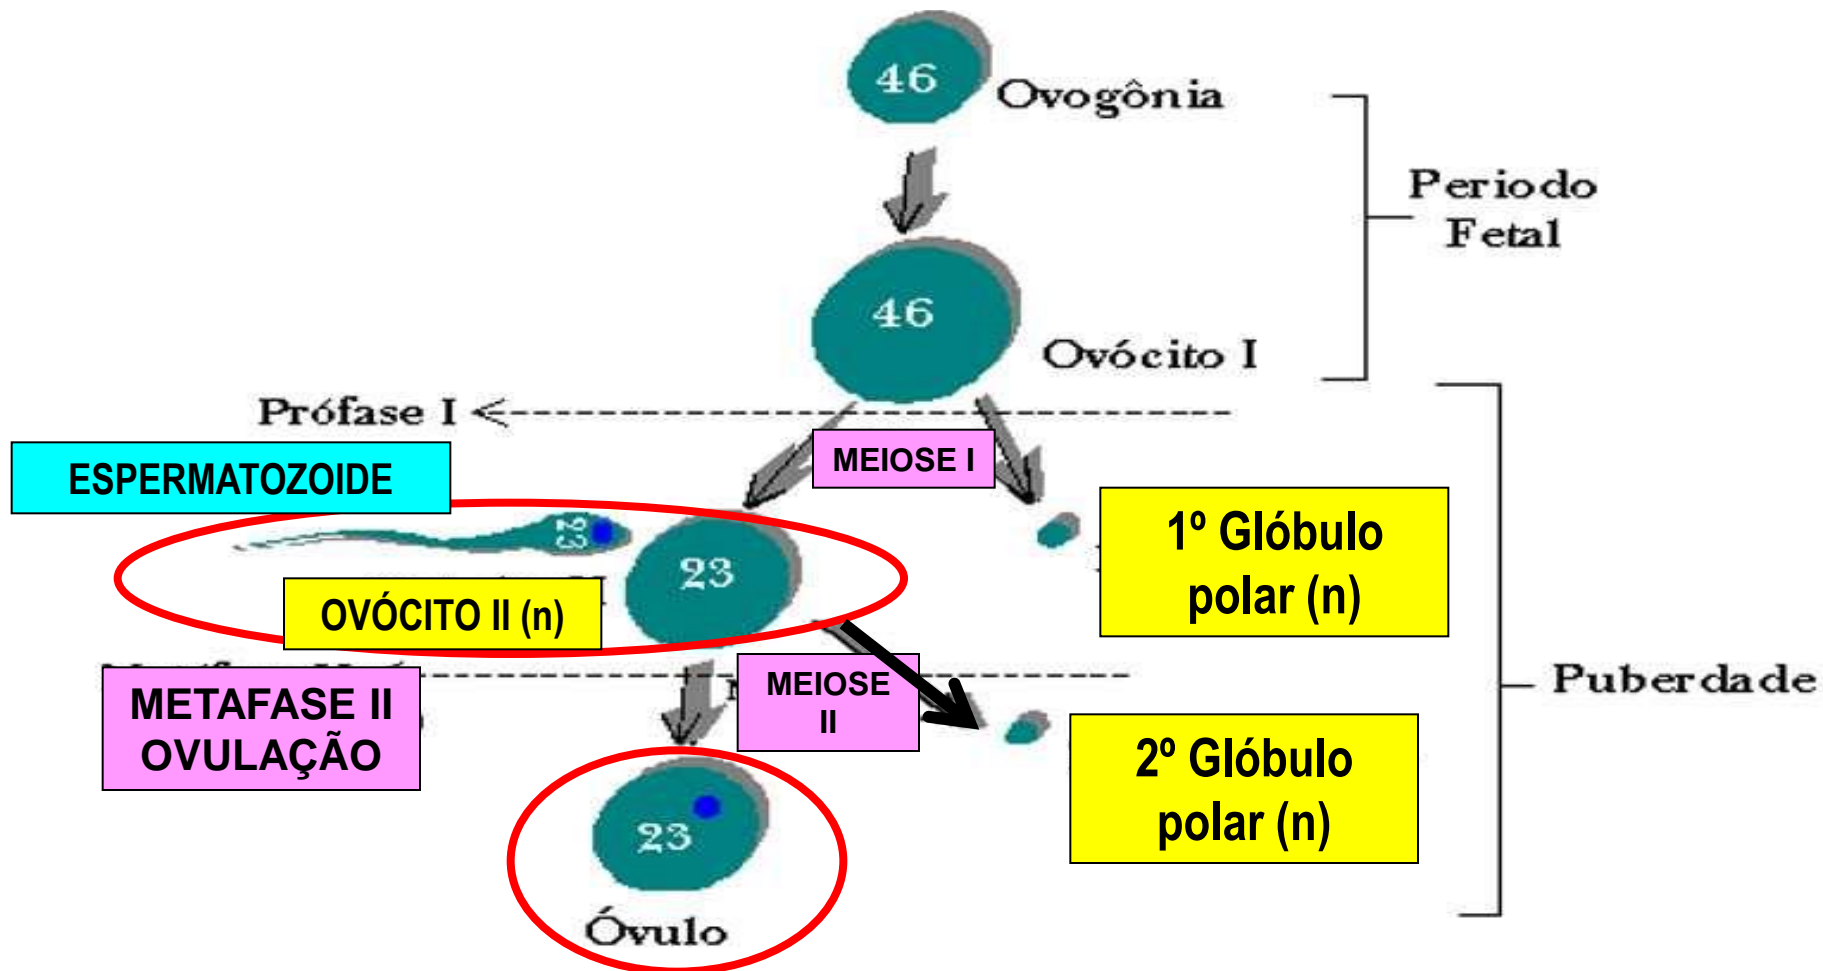 46
Ovogônia
Periodo
Fetal
46
Ovócito I
Prófase I
MEIOSE I
ESPERMATOZOIDE
1º Glóbulo
polar (n)
23
23
OVÓCITO II (n)
METAFASE II
OVULAÇÃO
MEIOSE
II
Puberdade
2º Glóbulo
polar (n)
23
Óvulo